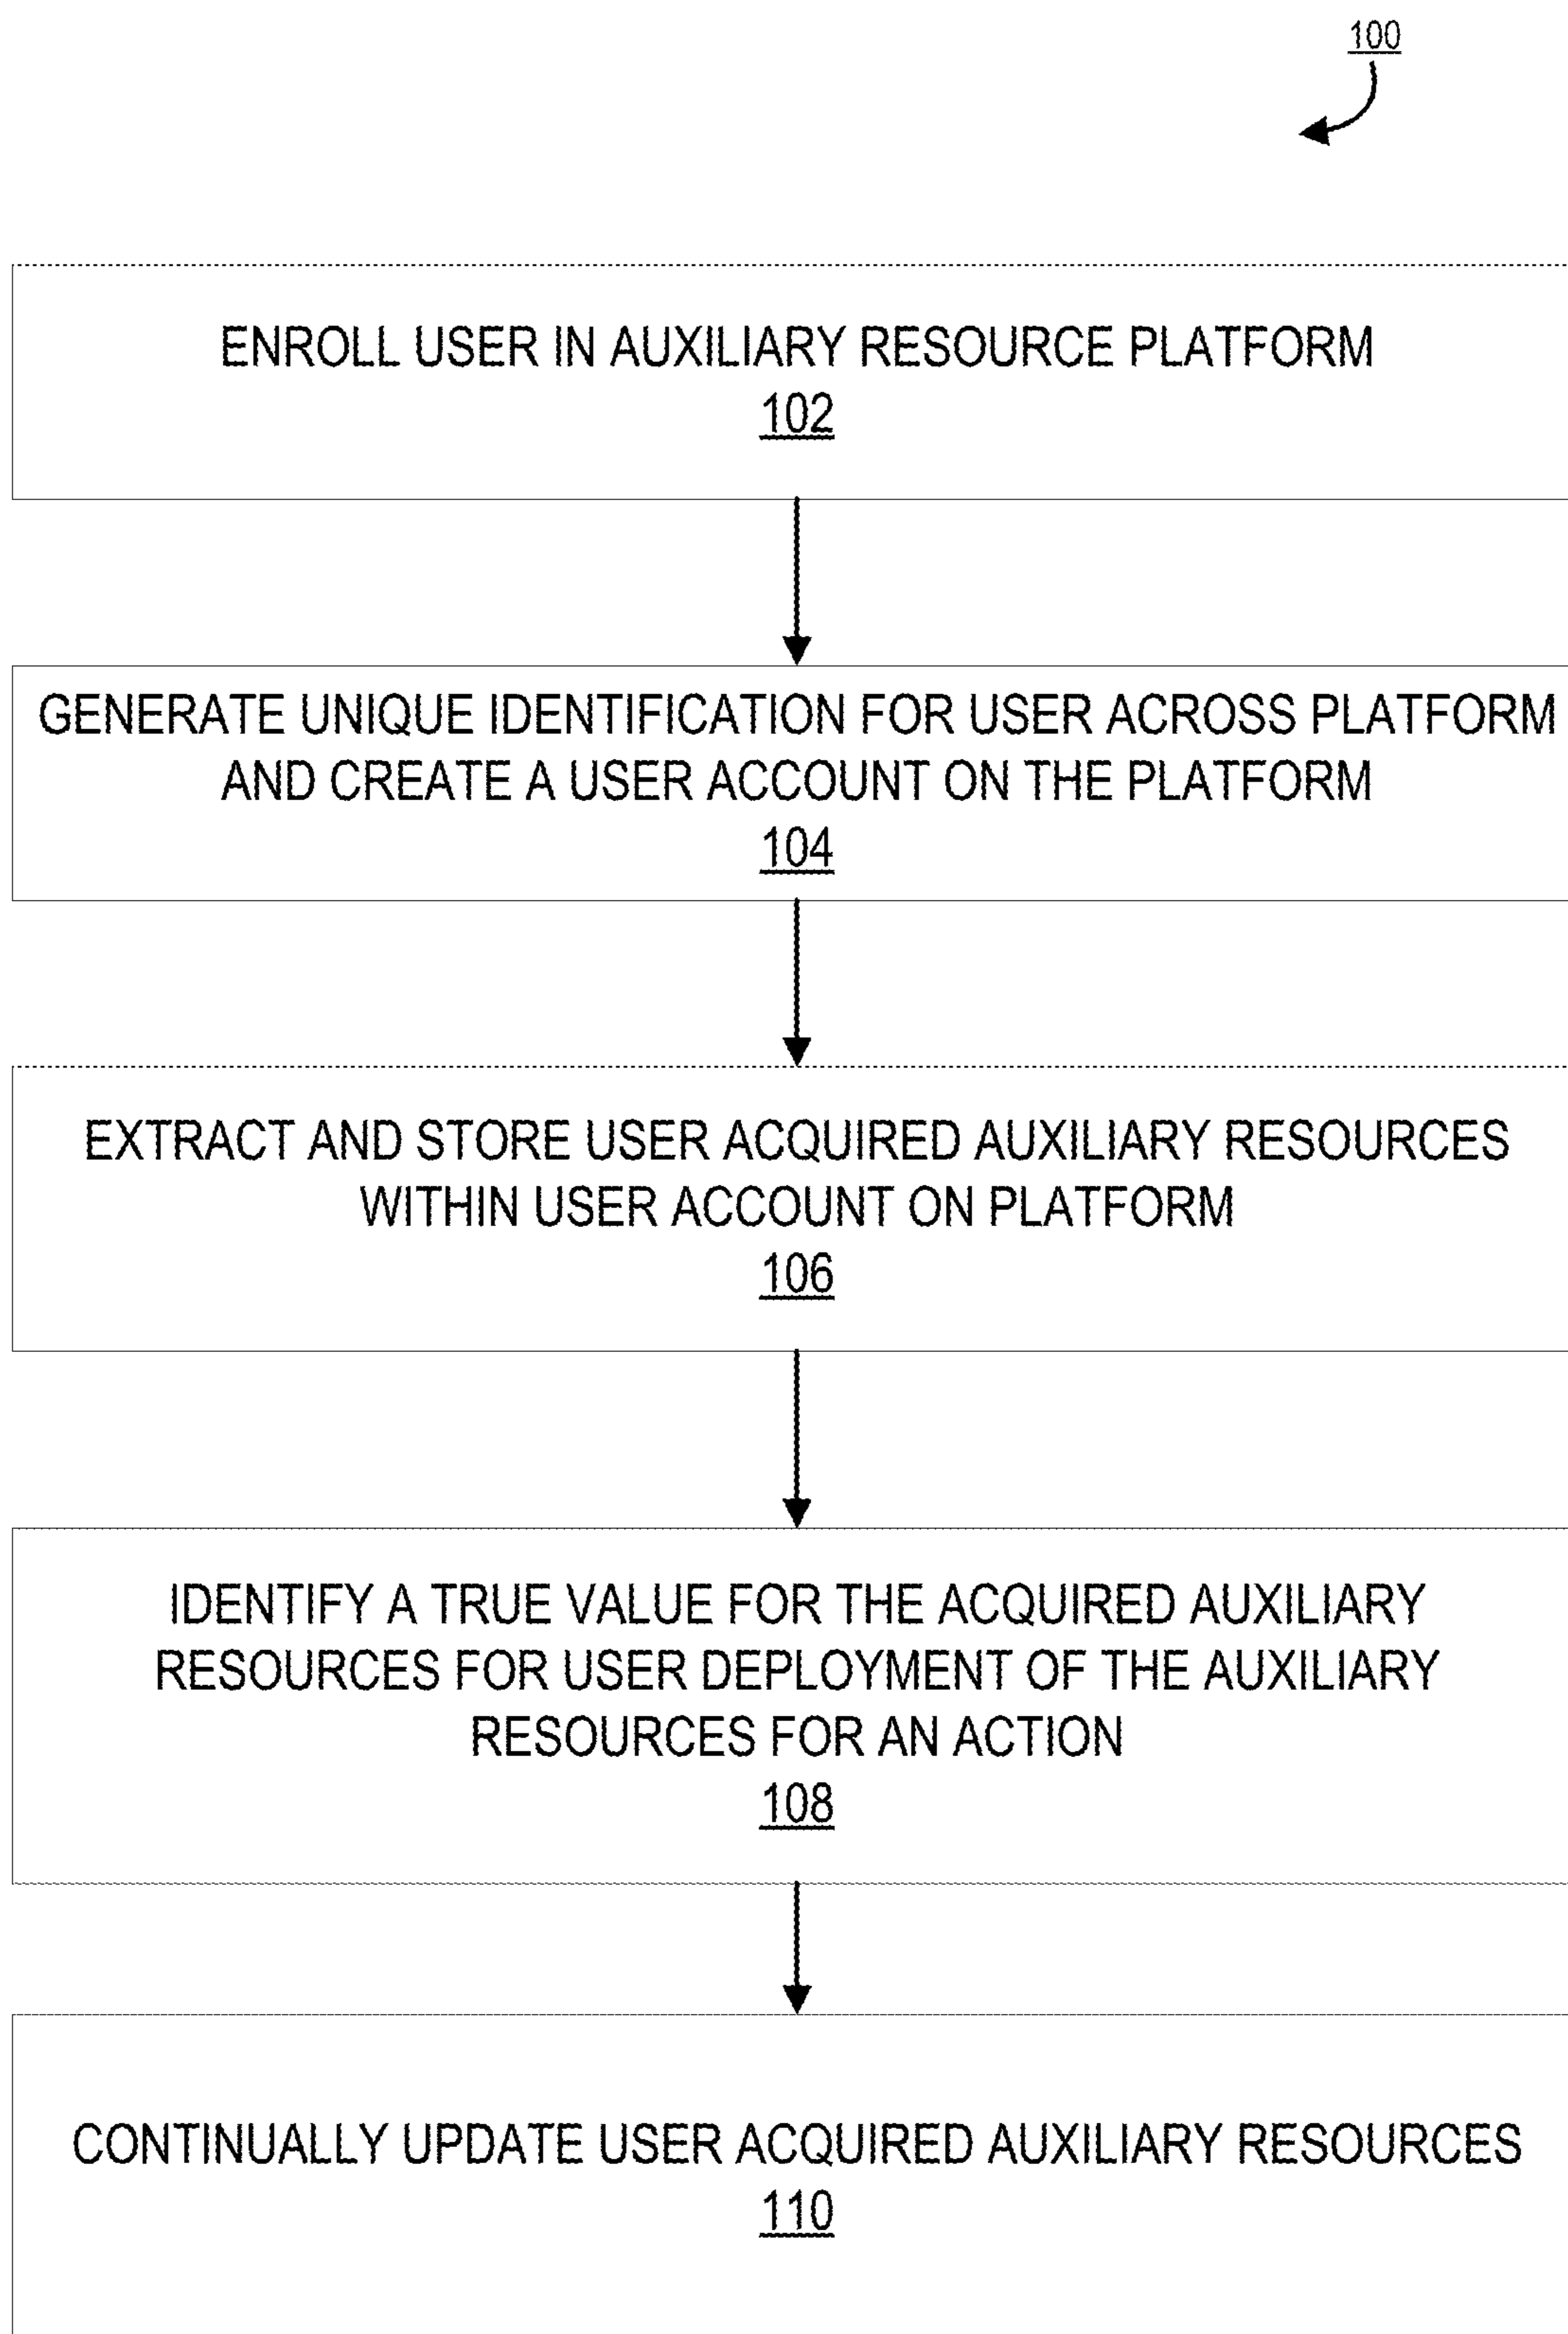 100
ENROLL USER IN AUXILIARY RESOURCE PLATFORM
102
GENERATE UNIQUE IDENTIFICATION FOR USER ACROSS PLATFORM
AND CREATE A USER ACCOUNT ON THE PLATFORM
104
EXTRACT AND STORE USER ACQUIRED AUXILIARY RESOURCES
WITHIN USER ACCOUNT ON PLATFORM
106
IDENTIFY A TRUE VALUE FOR THE ACQUIRED AUXILIARY
RESOURCES FOR USER DEPLOYMENT OF THE AUXILIARY
RESOURCES FOR AN ACTION
108
CONTINUALLY UPDATE USER ACQUIRED AUXILIARY RESOURCES
110